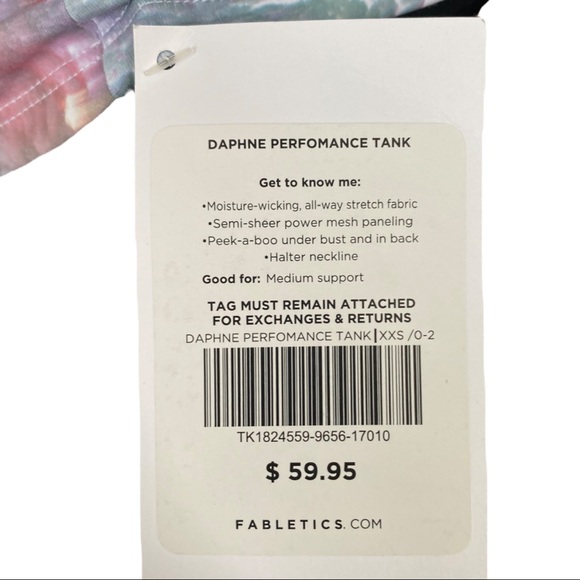 DAPHNE PERFOMANCE TANK
Get to know me:
•Moisture-wicking, all-way stretch fabric
•Semi-sheer power mesh paneling
•Peek-a-boo under bust and in back
•Halter neckline
Good for: Medium support
TAG MUST REMAIN ATTACHED
FOR EXCHANGES & RETURNS
DAPHNE PERFOMANCE TANK|XXS /0-2
TK1824559-9656-17010
$ 59.95
FABLETICS.COM